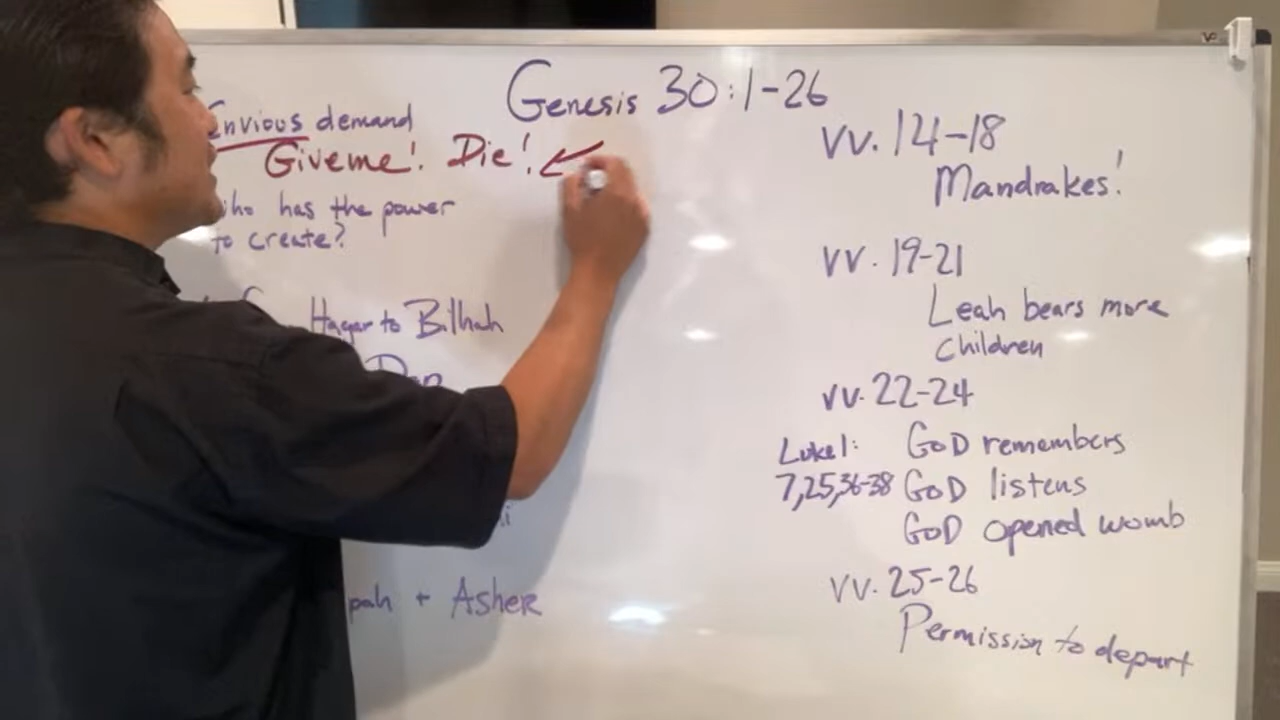 Genesis 30:1-26
Envious demand
Giveme! Die!
has the power
to create?
Hagar to Bilhah
+ Asher
vv. 14-18
Mandrakes!
vv. 19-21
Leah bears more
children
vv. 22-24
Luke 1: GOD remembers
7,25,36-38 GOD listens
GOD opened womb
vv. 25-26
Permission to depart